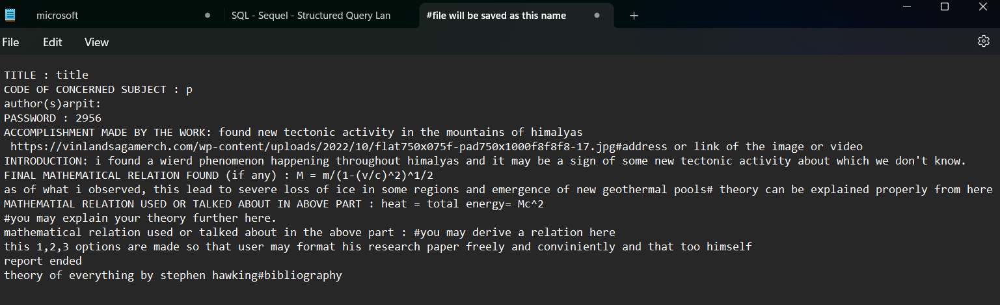 microsoft
SQL - Sequel - Structured Query Lan
#file will be saved as this name
File Edit View
TITLE : title
CODE OF CONCERNED SUBJECT : p
author(s)arpit:
PASSWORD : 2956
ACCOMPLISHMENT MADE BY THE WORK: found new tectonic activity in the mountains of himalyas
https://vinlandsagamerch.com/wp-content/uploads/2022/10/flat750x075f-pad750x1000f8f8f8-17.jpg#address or link of the image or video
INTRODUCTION: i found a wierd phenomenon happening throughout himalyas and it may be a sign of some new tectonic activity about which we don't know.
FINAL MATHEMATICAL RELATION FOUND (if any) : M = m/(1-(v/c)^2)^1/2
as of what i observed, this lead to severe loss of ice in some regions and emergence of new geothermal pools# theory can be explained properly from here
MATHEMATIAL RELATION USED OR TALKED ABOUT IN ABOVE PART : heat = total energy= Mc^2
#you may explain your theory further here.
mathematical relation used or talked about in the above part : #you may derive a relation here
this 1,2,3 options are made so that user may format his research paper freely and conviniently and that too himself
report ended
theory of everything by stephen hawking#bibliography